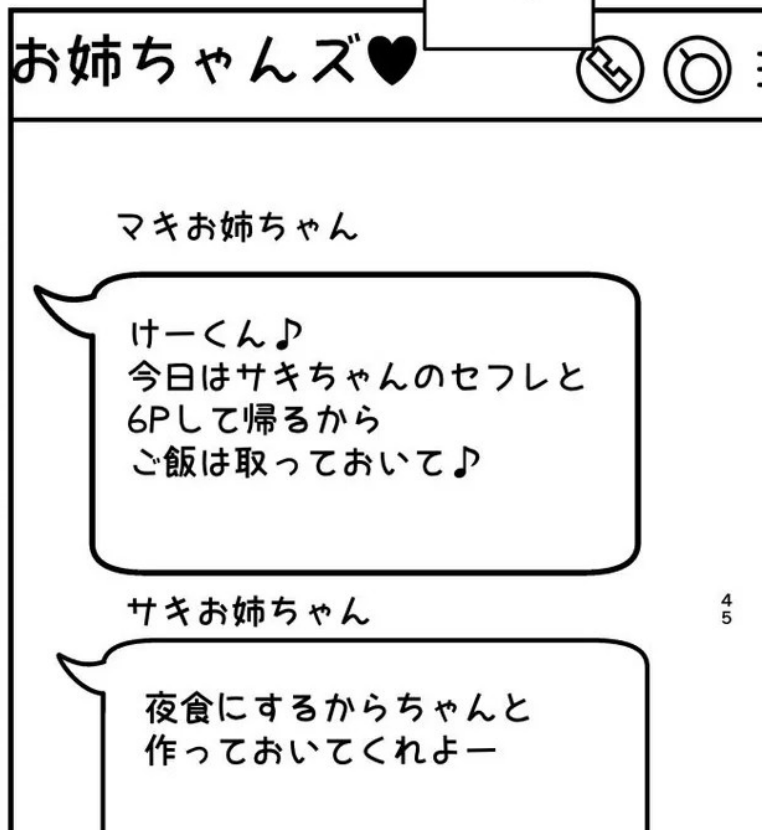 お姉ちゃんズ♥
マキお姉ちゃん
けーくん♪
今日はサキちゃんのセフレと
6Pして帰るから
ご飯は取っておいて♪
サキお姉ちゃん
45
夜食にするからちゃんと
作っておいてくれよー